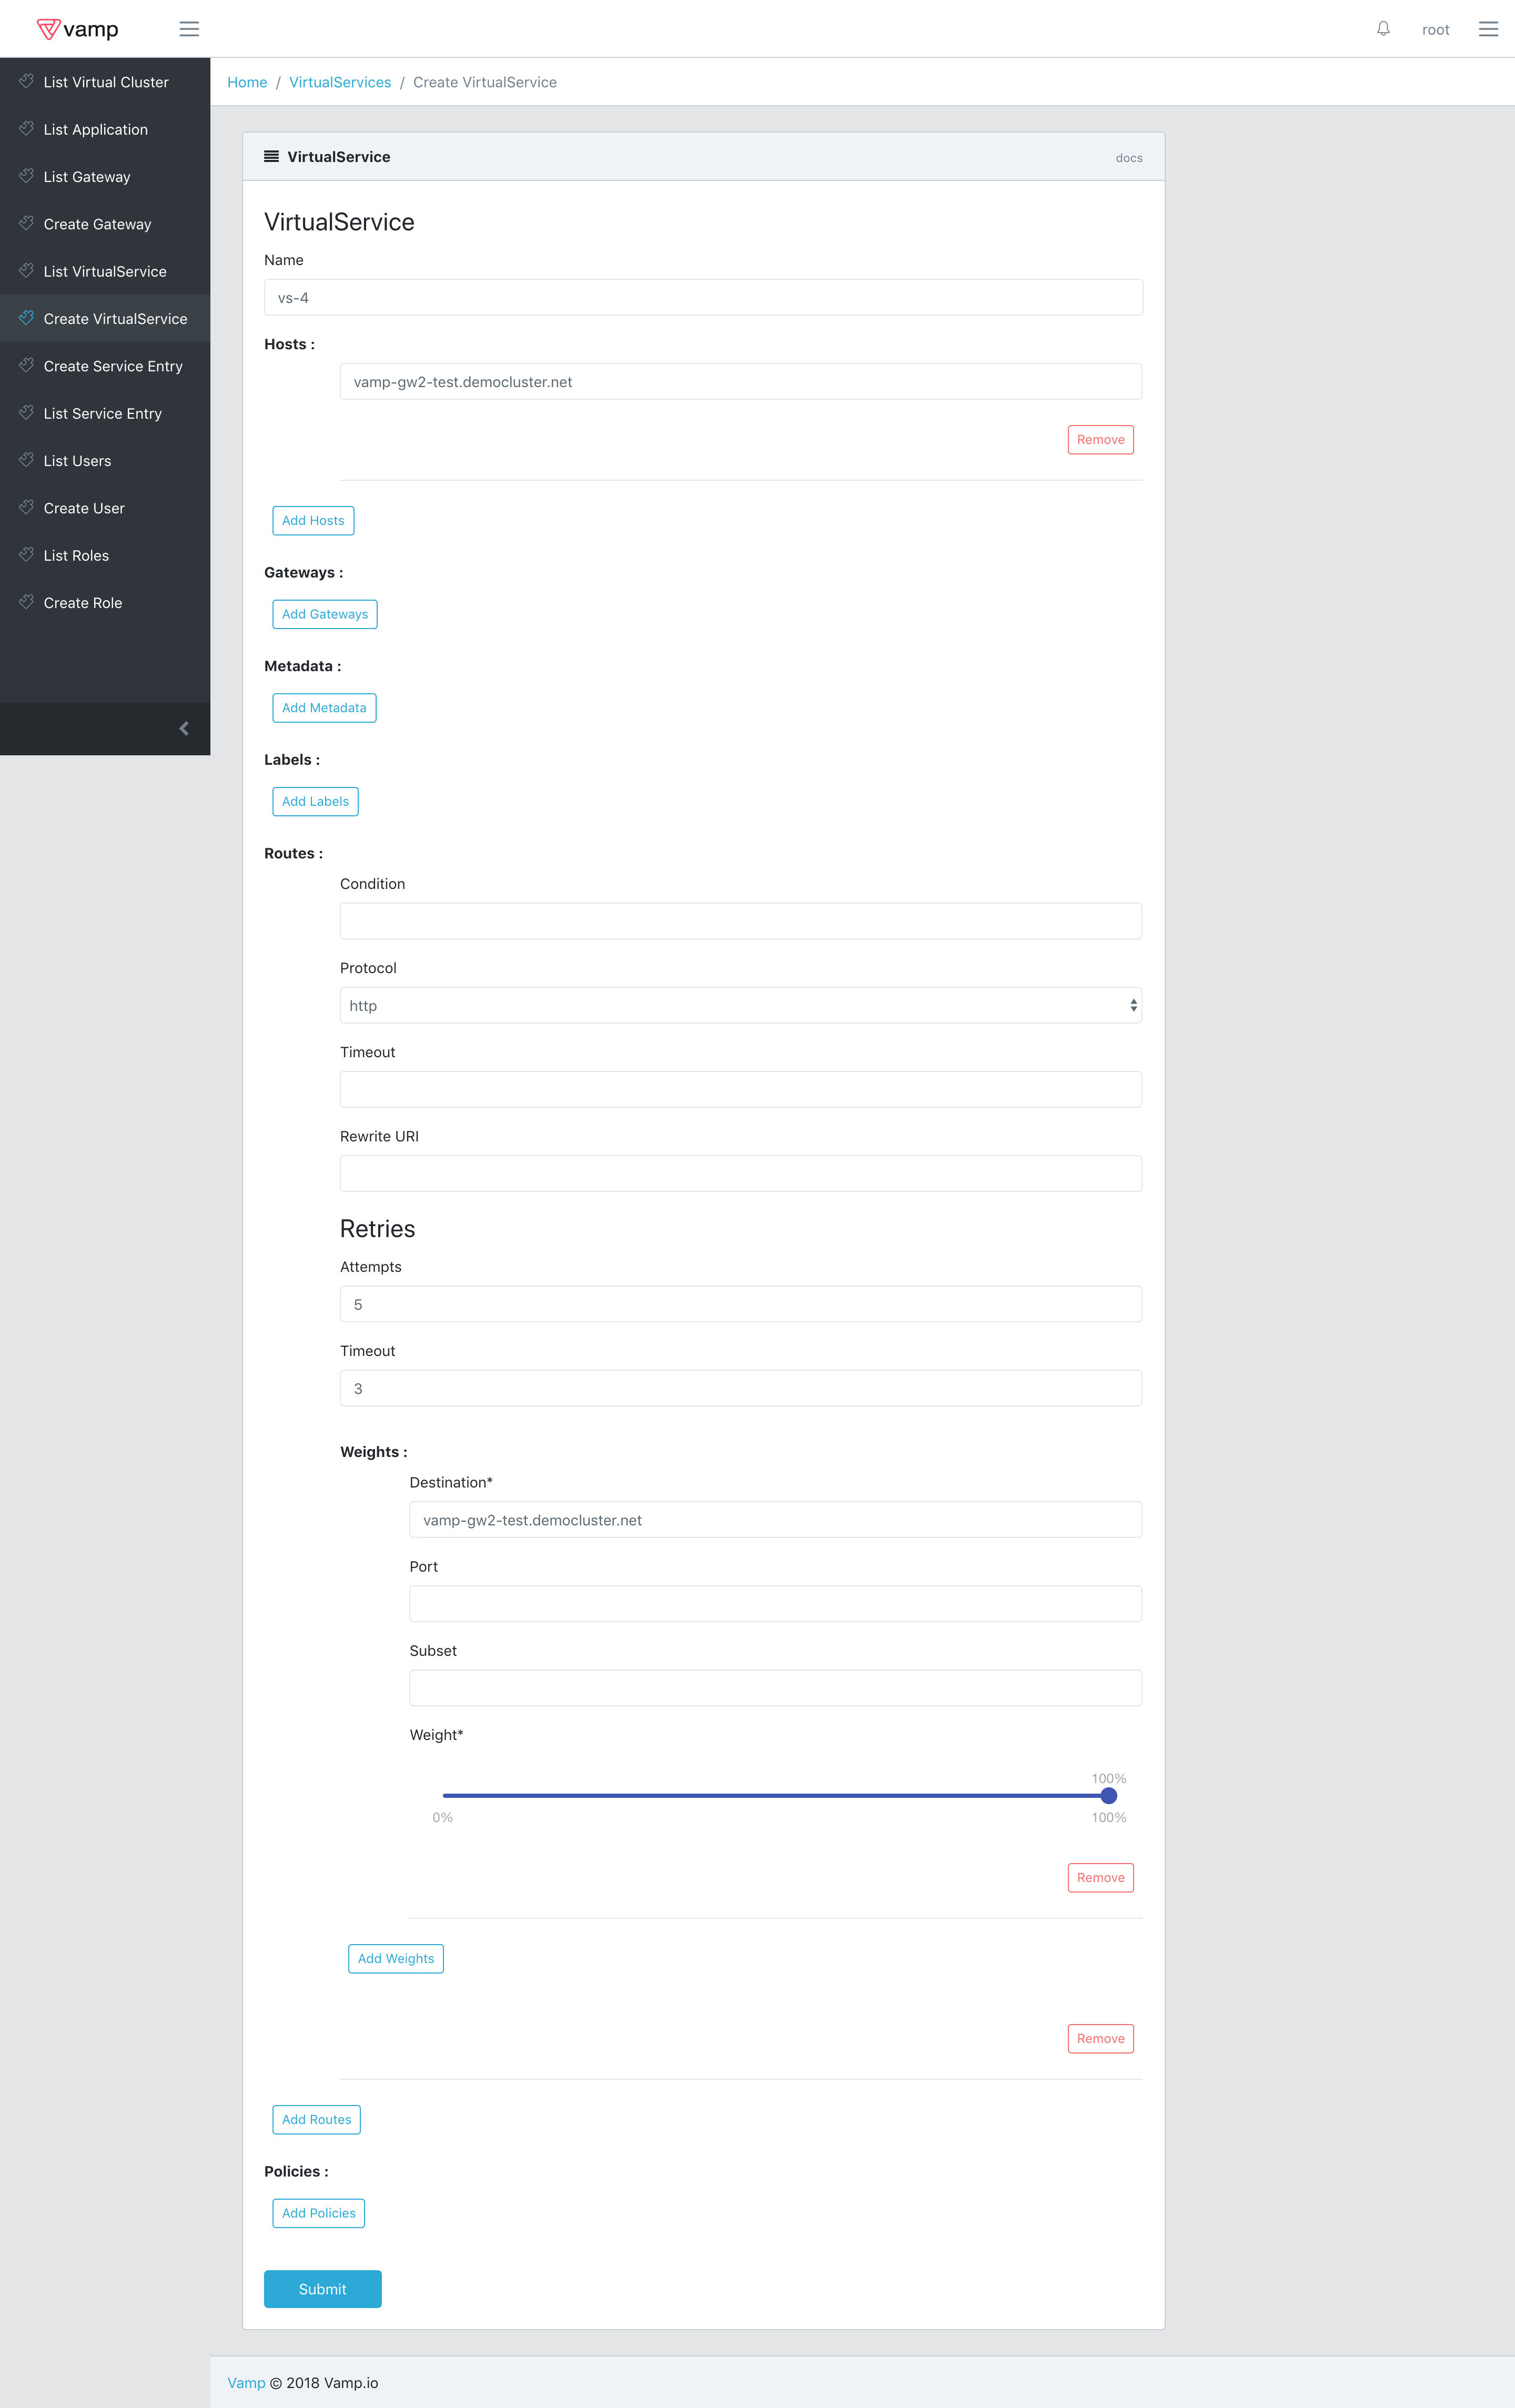 vamp
root
List Virtual Cluster
List Application
List Gateway
Create Gateway
List VirtualService
Create VirtualService
Create Service Entry
List Service Entry
List Users
Create User
List Roles
Create Role
Home / VirtualServices / Create VirtualService
VirtualService
docs
VirtualService
Name
vs-4
Hosts :
vamp-gw2-test.democluster.net
Remove
Add Hosts
Gateways :
Add Gateways
Metadata :
Add Metadata
Labels :
Add Labels
Routes :
Condition
Protocol
http
Timeout
Rewrite URI
Retries
Attempts
5
Timeout
3
Weights :
Destination*
vamp-gw2-test.democluster.net
Port
Subset
Weight*
100%
0%
100%
Remove
Add Weights
Remove
Add Routes
Policies :
Add Policies
Submit
Vamp © 2018 Vamp.io